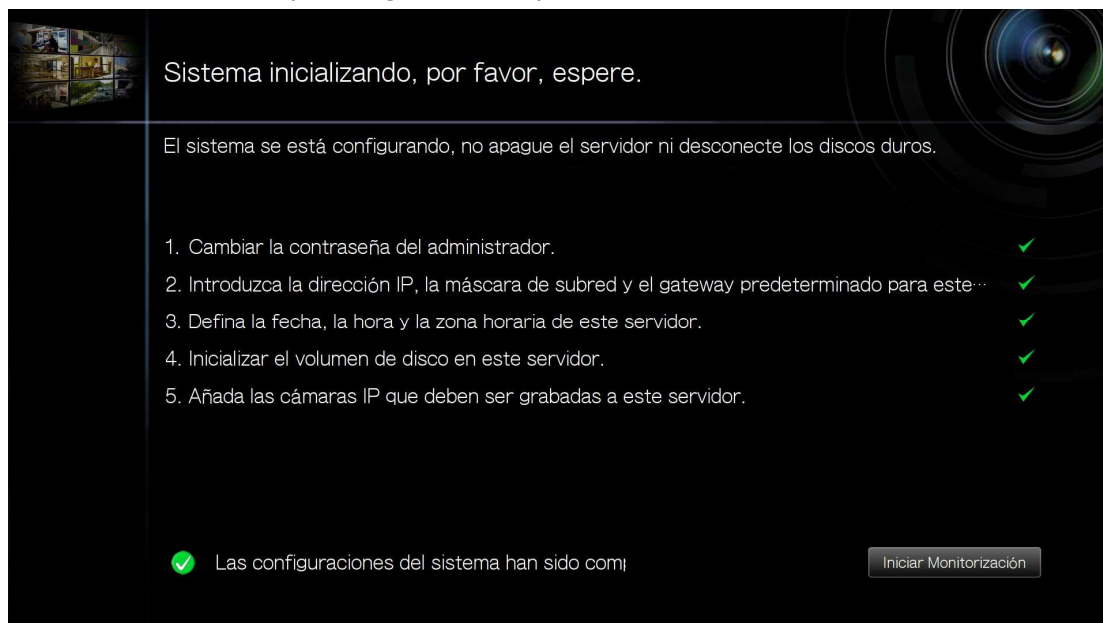 Sistema inicializando, por favor, espere.
El sistema se está configurando, no apague el servidor ni desconecte los discos duros.
1. Cambiar la contraseña del administrador.
2. Introduzca la dirección IP, la máscara de subred y el gateway predeterminado para este...
3. Defina la fecha, la hora y la zona horaria de este servidor.
4. Inicializar el volumen de disco en este servidor.
5. Añada las cámaras IP que deben ser grabadas a este servidor.
Las configuraciones del sistema han sido
Iniciar Monitorización